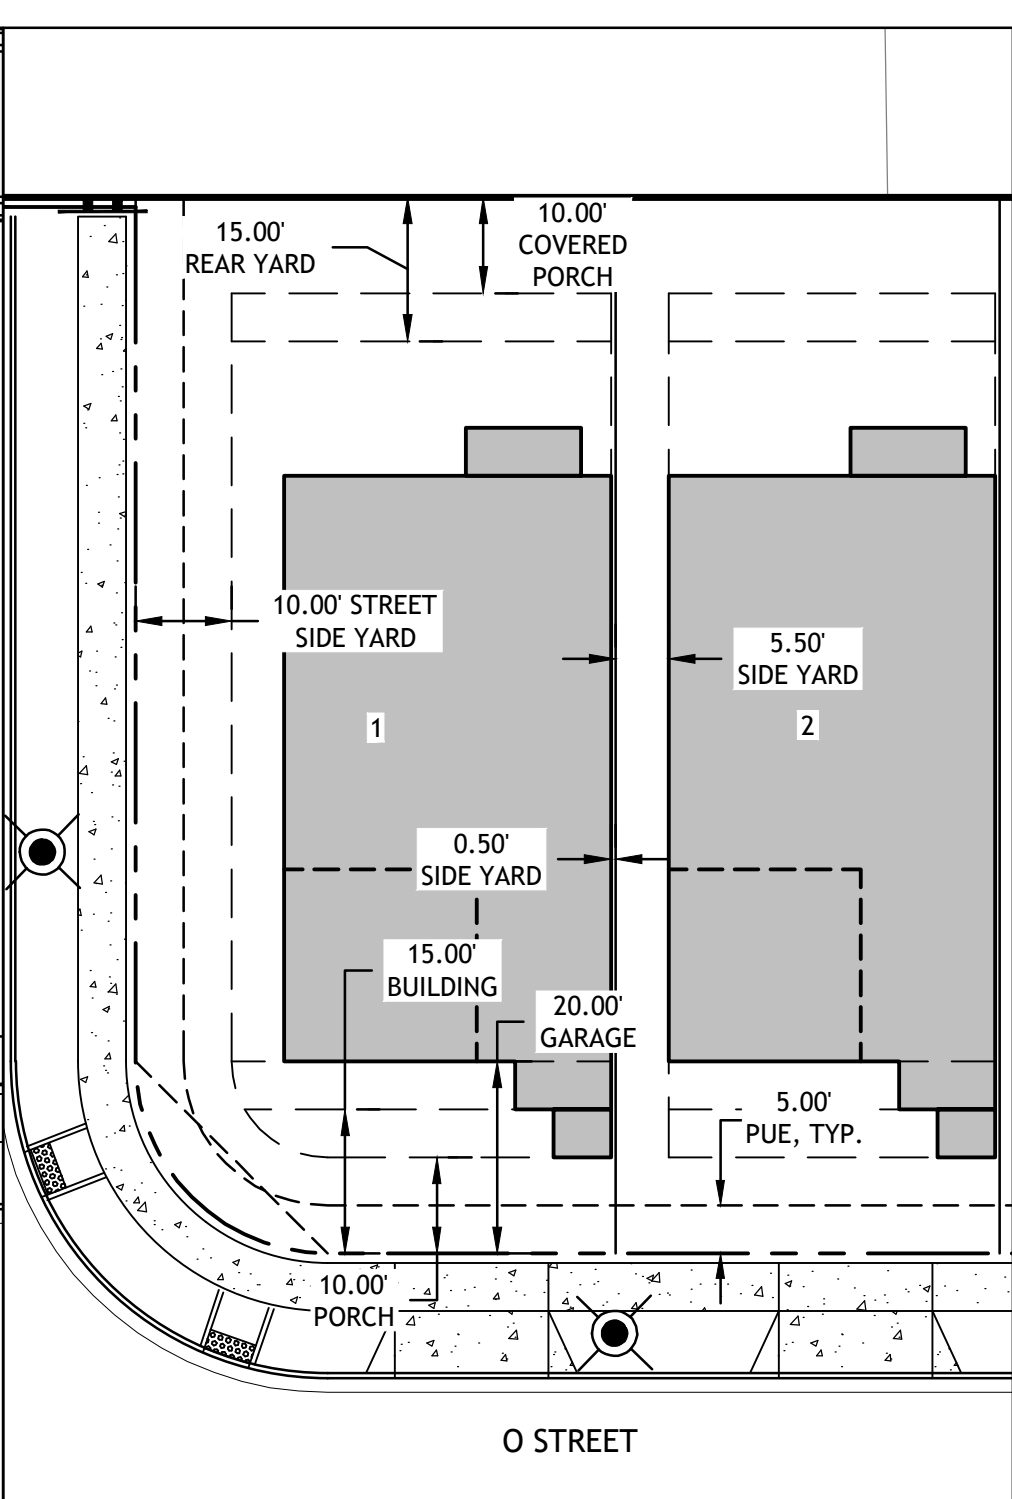 10.00'
COVERED
PORCH
15.00'
REAR YARD
10.00' STREET
SIDE YARD
5.50'
SIDE YARD
1
2
0.50'
SIDE YARD
15.00'
BUILDING
20.00'
GARAGE
5.00'
PUE, TYP.
10.00'
PORCH
O STREET